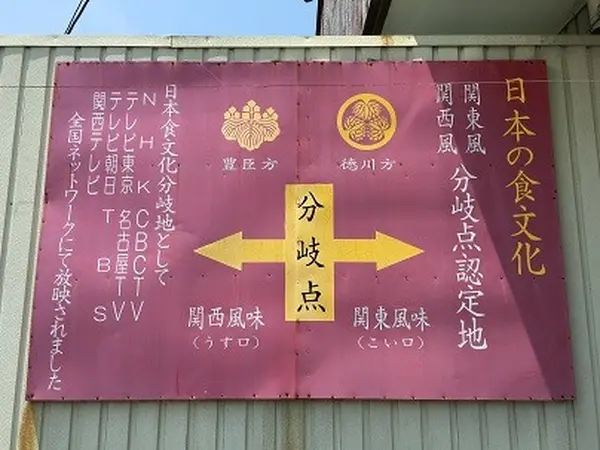 日本の食文化
関東風
関西風
分岐点認定地
徳川方
豊臣方
分岐点
関東風味
(こい口)
関西風味
(うす口)
日本食文化分岐地として
NHK CBCTV
テレビ東京 名古屋TV
テレビ朝日 TBS
関西テレビ
全国ネットワークにて放映されました